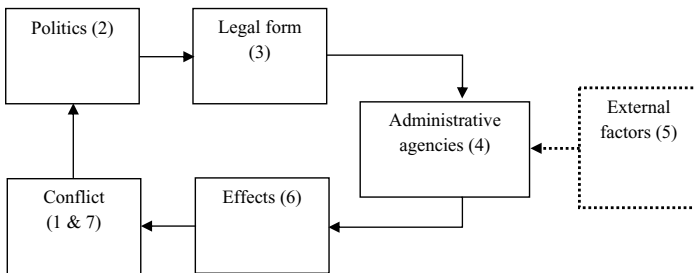 Politics (2)
Legal form
(3)
Administrative
agencies (4)
External
factors (5)
Conflict
(1 & 7)
Effects (6)